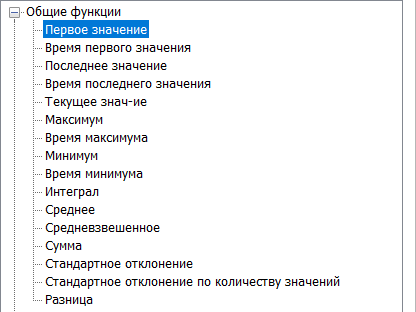 Общие функции
Первое значение
Время первого значения
Последнее значение
Время последнего значения
Текущее знач-ие
Максимум
Время максимума
Минимум
Время минимума
Интеграл
Среднее
Средневзвешенное
Сумма
Стандартное отклонение
Стандартное отклонение по количеству значений
Разница